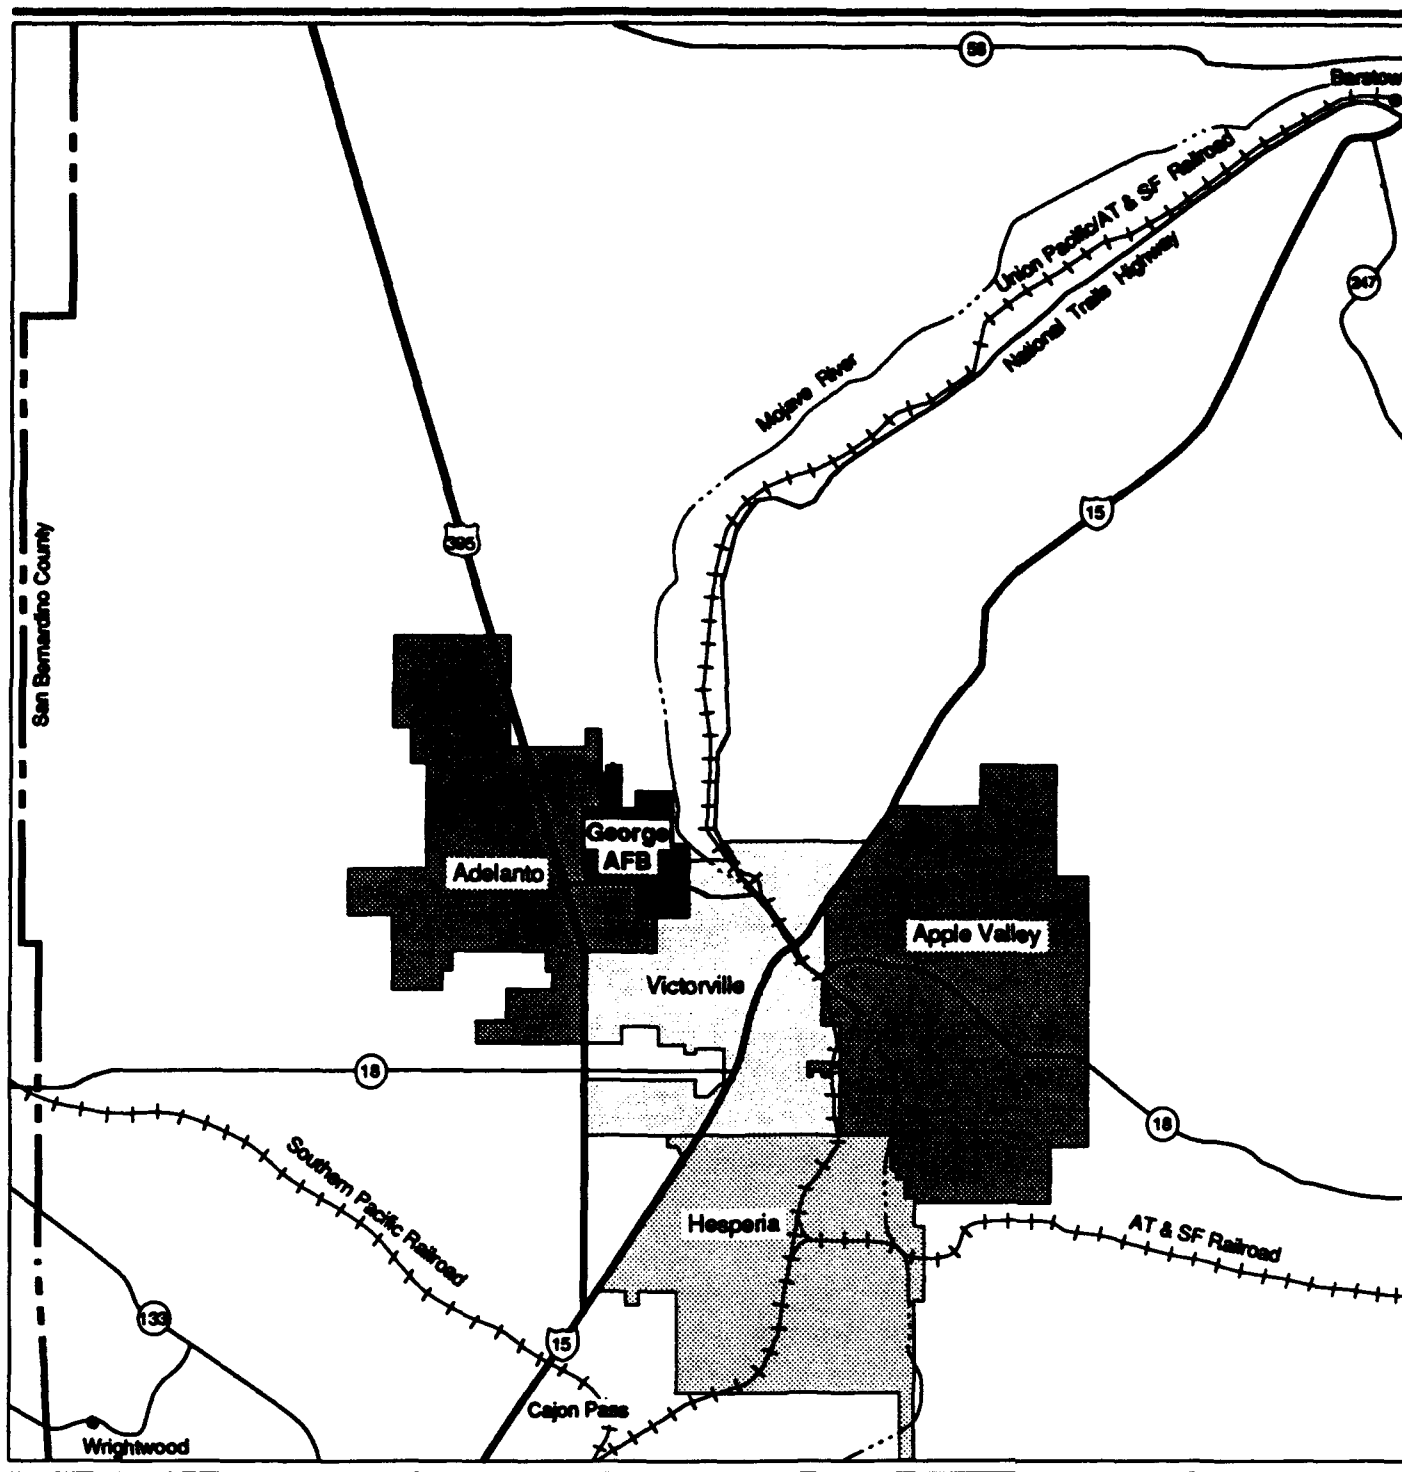 58
Barstow
Union Pacific/AT & SF Railroad
National Trails Highway
247
Mojave River
15
395
San Bernardino County
George
AFB
Adelanto
Apple Valley
Victorville
18
18
Southern Pacific Railroad
Hesperia
AT & SF Railroad
133
15
Cajon Pass
Wrightwood